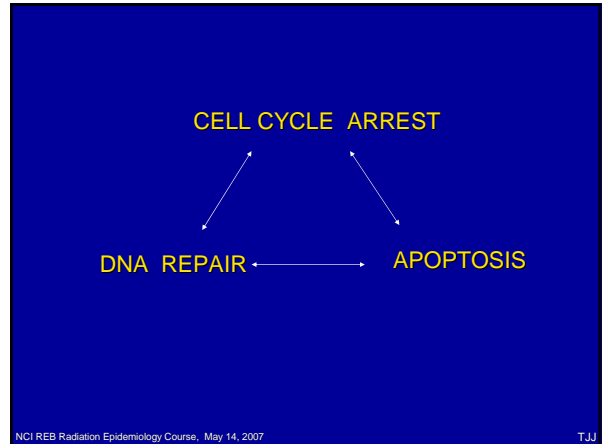 CELL CYCLE ARREST
DNA REPAIR APOPTOSIS
NCI REB Radiation Epidemiology Course, May 14, 2007 TJJ